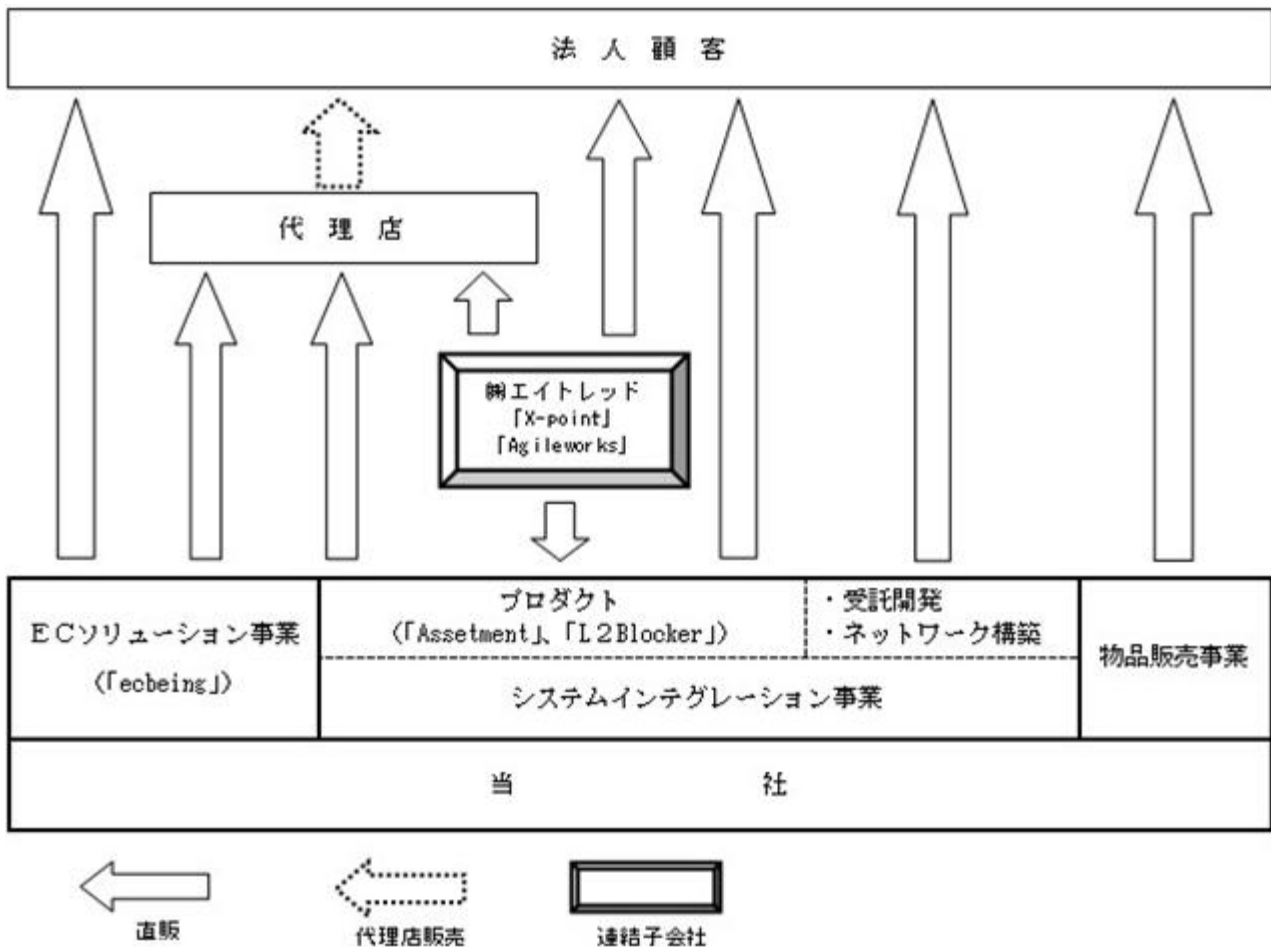 法人顧客
代理店
㈱エイトレッド
「X-point」
「Agileworks」
ECソリューション事業
(「ecbeing」)
プロダクト
(「Assetment」、「L2Blocker」)
・受託開発
・ネットワーク構築
システムインテグレーション事業
物品販売事業
当社
直販
代理店販売
連結子会社